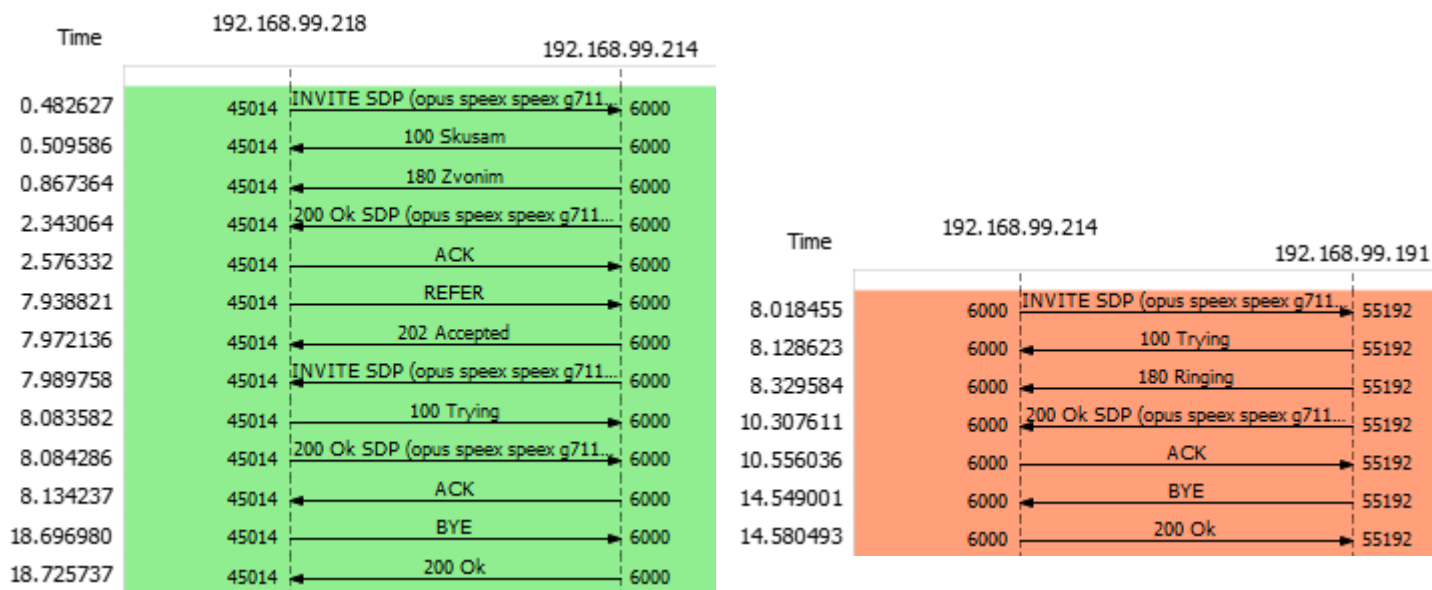 Time 192.168.99.218 192.168.99.214
0.482627 45014 INVITE SDP (opus speex speex g711... 6000
0.509586 45014 100 Skusam 6000
0.867364 45014 180 Zvonim 6000
2.343064 45014 200 Ok SDP (opus speex speex g711... 6000
2.576332 45014 ACK 6000
7.938821 45014 REFER 6000
7.972136 45014 202 Accepted 6000
7.989758 45014 INVITE SDP (opus speex speex g711... 6000
8.083582 45014 100 Trying 6000
8.084286 45014 200 Ok SDP (opus speex speex g711... 6000
8.134237 45014 ACK 6000
18.696980 45014 BYE 6000
18.725737 45014 200 Ok 6000
Time 192.168.99.214 192.168.99.191
8.018455 6000 INVITE SDP (opus speex speex g711... 55192
8.128623 6000 100 Trying 55192
8.329584 6000 180 Ringing 55192
10.307611 6000 200 Ok SDP (opus speex speex g711... 55192
10.556036 6000 ACK 55192
14.549001 6000 BYE 55192
14.580493 6000 200 Ok 55192